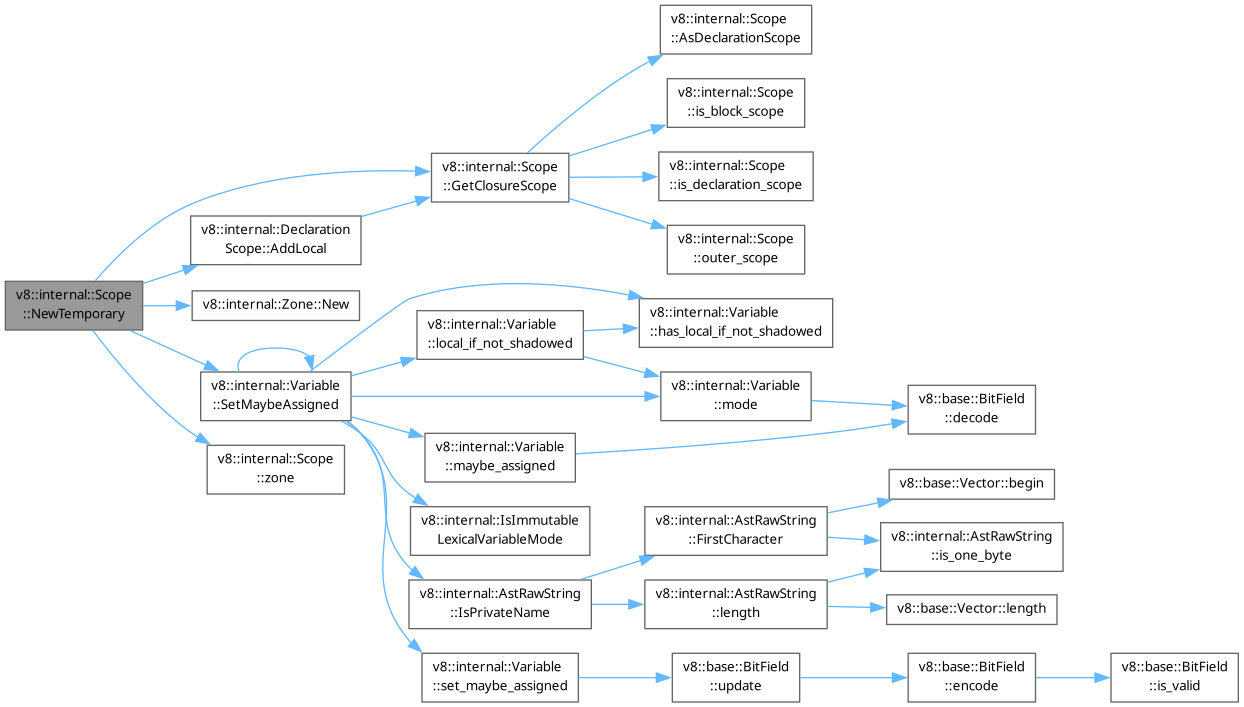 v8::internal::Scope
::NewTemporary
v8::internal::Scope
::GetClosureScope
v8::internal::Scope
::AsDeclarationScope
v8::internal::Scope
::is_block_scope
v8::internal::Scope
::is_declaration_scope
v8::internal::Scope
::outer_scope
v8::internal::Declaration
Scope::AddLocal
v8::internal::Zone::New
v8::internal::Variable
::SetMaybeAssigned
v8::internal::Scope
::zone
v8::internal::Variable
::has_local_if_not_shadowed
v8::internal::Variable
::local_if_not_shadowed
v8::internal::Variable
::mode
v8::base::BitField
::decode
v8::internal::Variable
::maybe_assigned
v8::internal::IsImmutable
LexicalVariableMode
v8::internal::AstRawString
::IsPrivateName
v8::internal::AstRawString
::FirstCharacter
v8::base::Vector::begin
v8::internal::AstRawString
::is_one_byte
v8::internal::AstRawString
::length
v8::base::Vector::length
v8::internal::Variable
::set_maybe_assigned
v8::base::BitField
::update
v8::base::BitField
::encode
v8::base::BitField
::is_valid